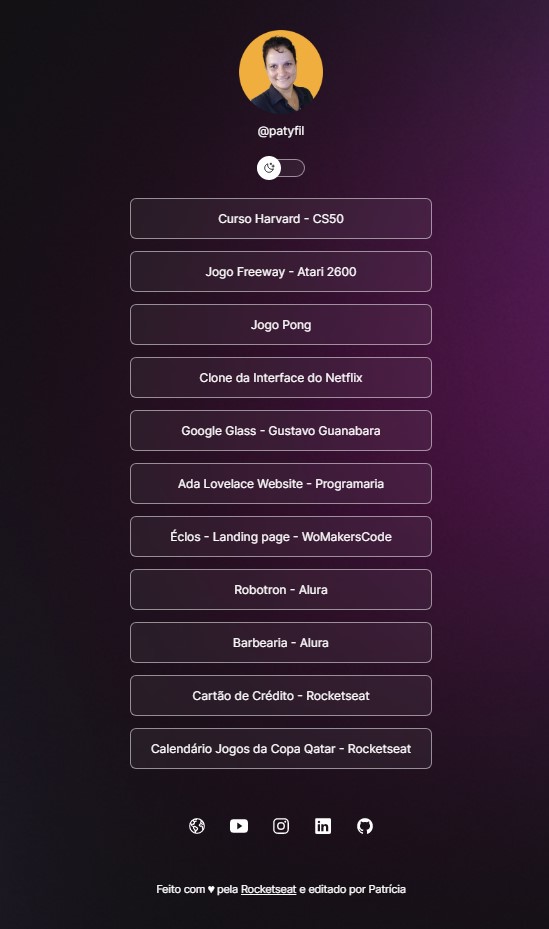 @patyfil
Curso Harvard - CS50
Jogo Freeway - Atari 2600
Jogo Pong
Clone da Interface do Netflix
Google Glass - Gustavo Guanabara
Ada Lovelace Website - Programaria
Éclos - Landing page - WoMakersCode
Robotron - Alura
Barbearia - Alura
Cartão de Crédito - Rocketseat
Calendário Jogos da Copa Qatar - Rocketseat
Feito com ♥ pela Rocketseat e editado por Patrícia